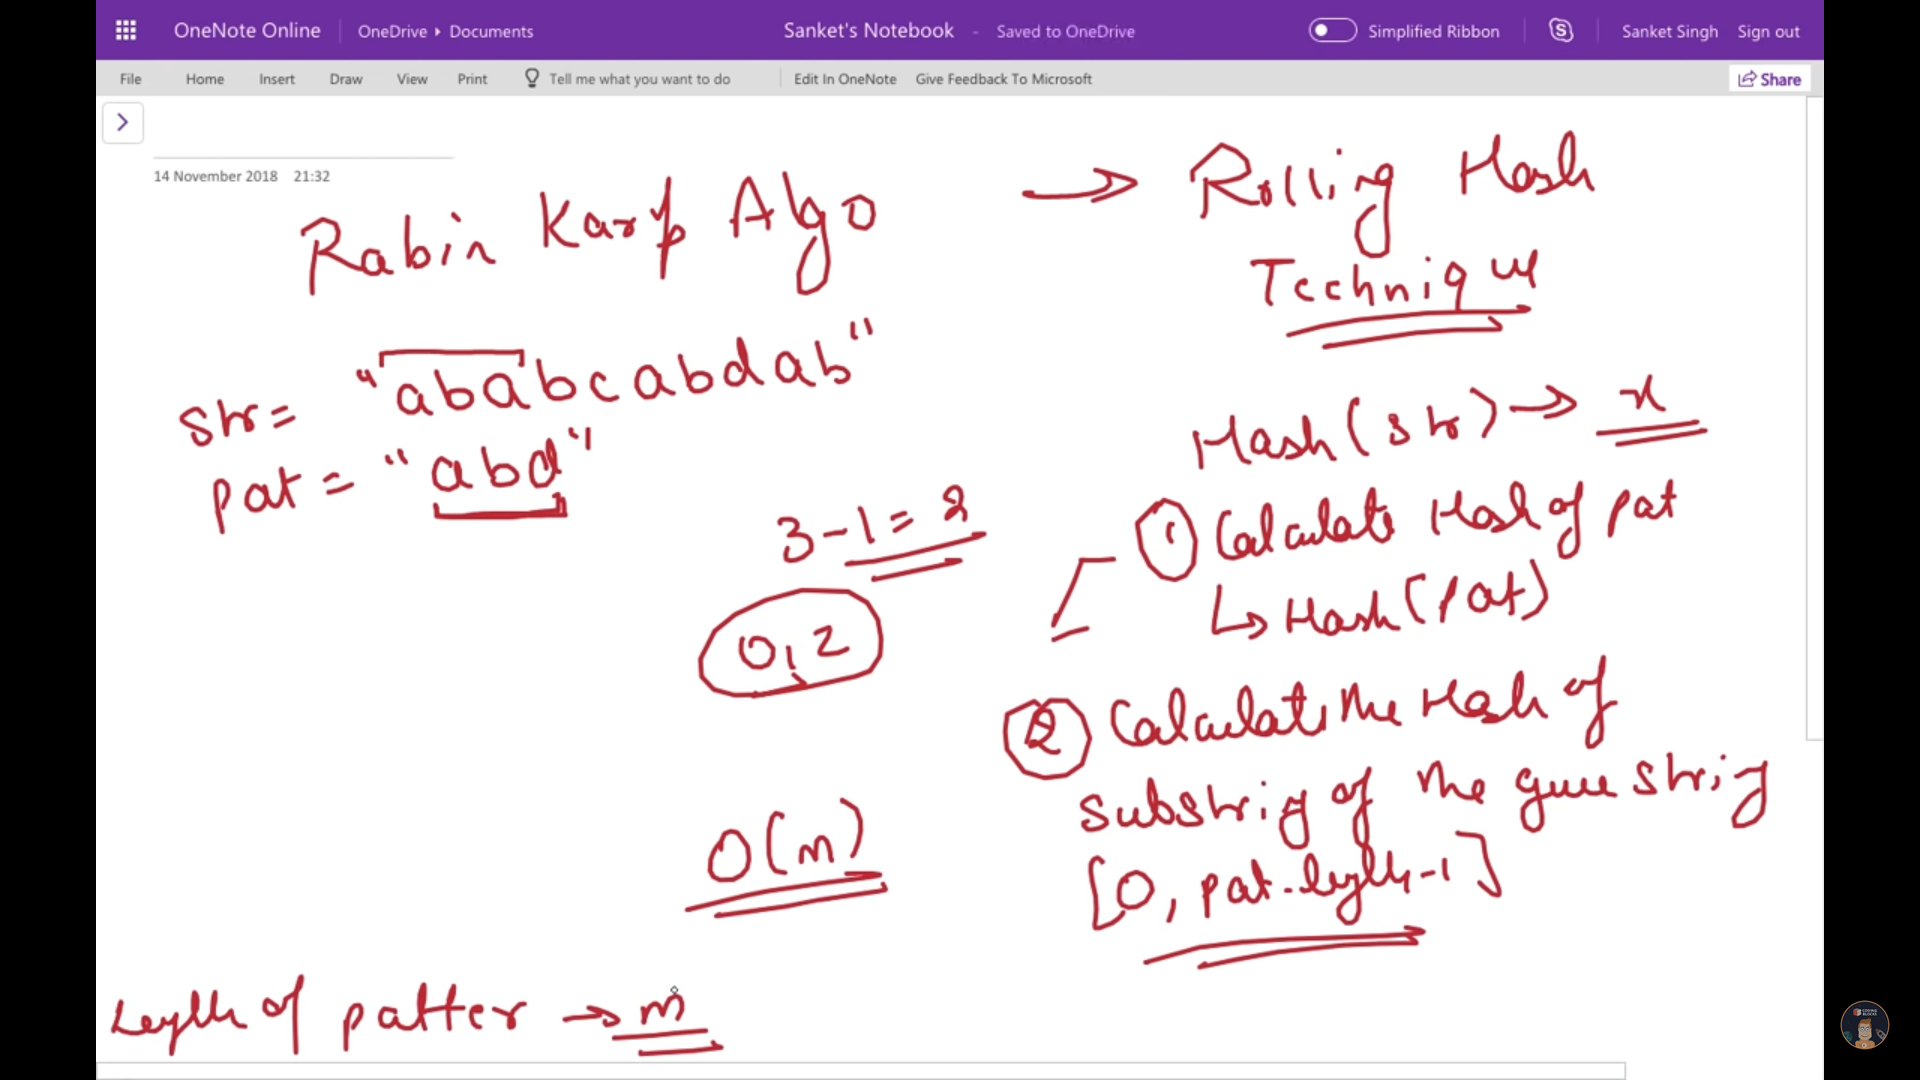 OneNote Online OneDrive ▸ Documents Sanket's Notebook - Saved to OneDrive Simplified Ribbon Sanket Singh Sign out
File Home Insert Draw View Print Tell me what you want to do Edit In OneNote Give Feedback To Microsoft Share
14 November 2018 21:32
Rabin Karp Algo → Rolling Hash
Technique
str = "ababcabdab"
pat = "abd"
3-1=2
0,2
O(m)
Length of patter → m
Hash(str) → x
① Calculate Hash of pat
↳ Hash(pat)
② Calculate the Hash of
substring of the string
[0, pat-length-1]